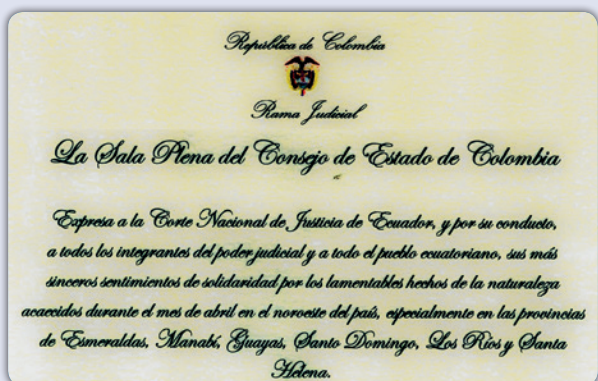 República de Colombia
Rama Judicial
La Sala Plena del Consejo de Estado de Colombia
Expresa a la Corte Nacional de Justicia de Ecuador, y por su conducto,
a todos los integrantes del poder judicial y a todo el pueblo ecuatoriano, sus más
sinceros sentimientos de solidaridad por los lamentables hechos de la naturaleza
acaecidos durante el mes de abril en el noroeste del país, especialmente en las provincias
de Esmeraldas, Manabí, Guayas, Santo Domingo, Los Ríos y Santa
Helena.